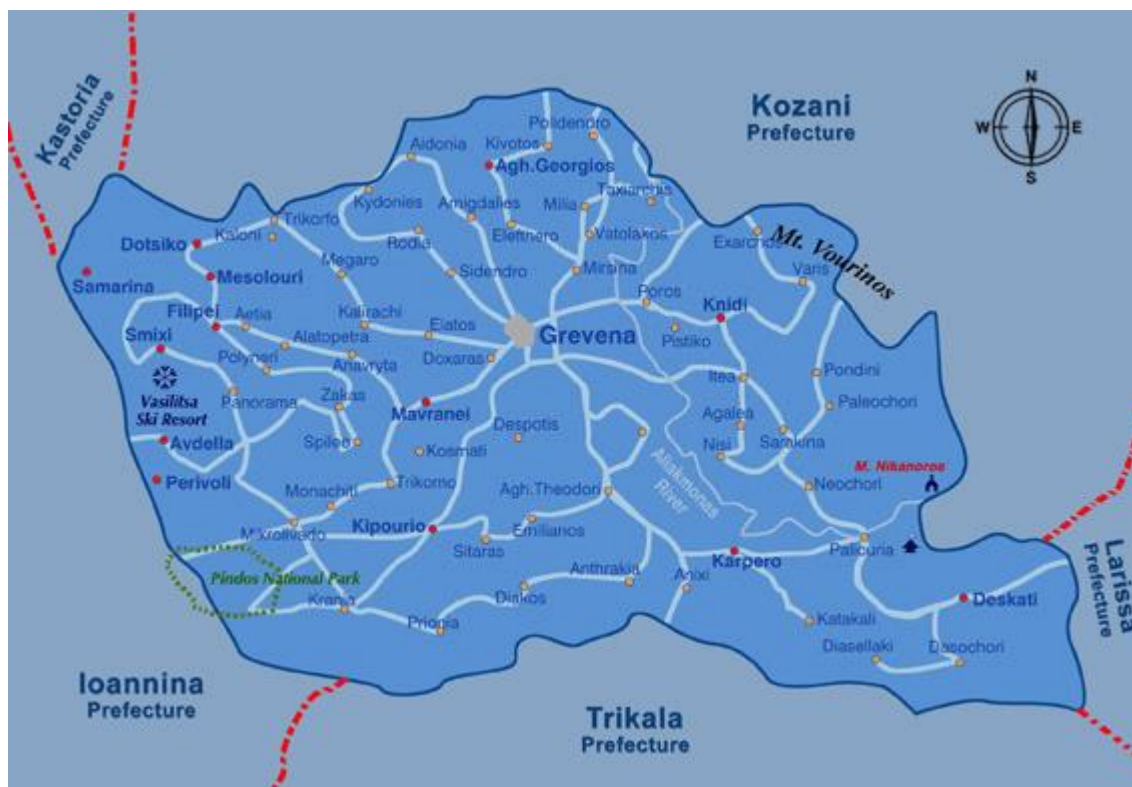 N
W
E
S
Kozani
Prefecture
Kastoria
Prefecture
Polidendro
Kivotos
Aidonia
Agh.Georgios
Taxiarchis
Kydonies
Amigdalies
Milia
Trikorfo
Kaloni
Dotsiko
Rodia
Elefthero
Vatolakos
Exarchos
Mt. Vourinos
Samarina
Mesolouri
Megaro
Sidendro
Mirsina
Varis
Filipei
Aetia
Kalirachi
Elatos
Grevena
Poros
Knidi
Pistiko
Smixi
Alatopetra
Polyneri
Anavryta
Doxaras
Itea
Pondini
Vasilitsa
Ski Resort
Panorama
Zakas
Mavranei
Despotis
Agalea
Paleochori
Avdella
Spileo
Kosmati
Nisi
Sarakina
Aliakmonas
River
M. Nikanoros
Perivoli
Monachiti
Trikomo
Agh.Theodori
Neochori
Mikrolivado
Kipourio
Sitaras
Emilianos
Paliouria
Karpero
Pindos National Park
Anthrakia
Anixi
Larissa
Prefecture
Krania
Diakos
Deskati
Prionia
Katakali
Diasellaki
Dasochori
Ioannina
Prefecture
Trikala
Prefecture